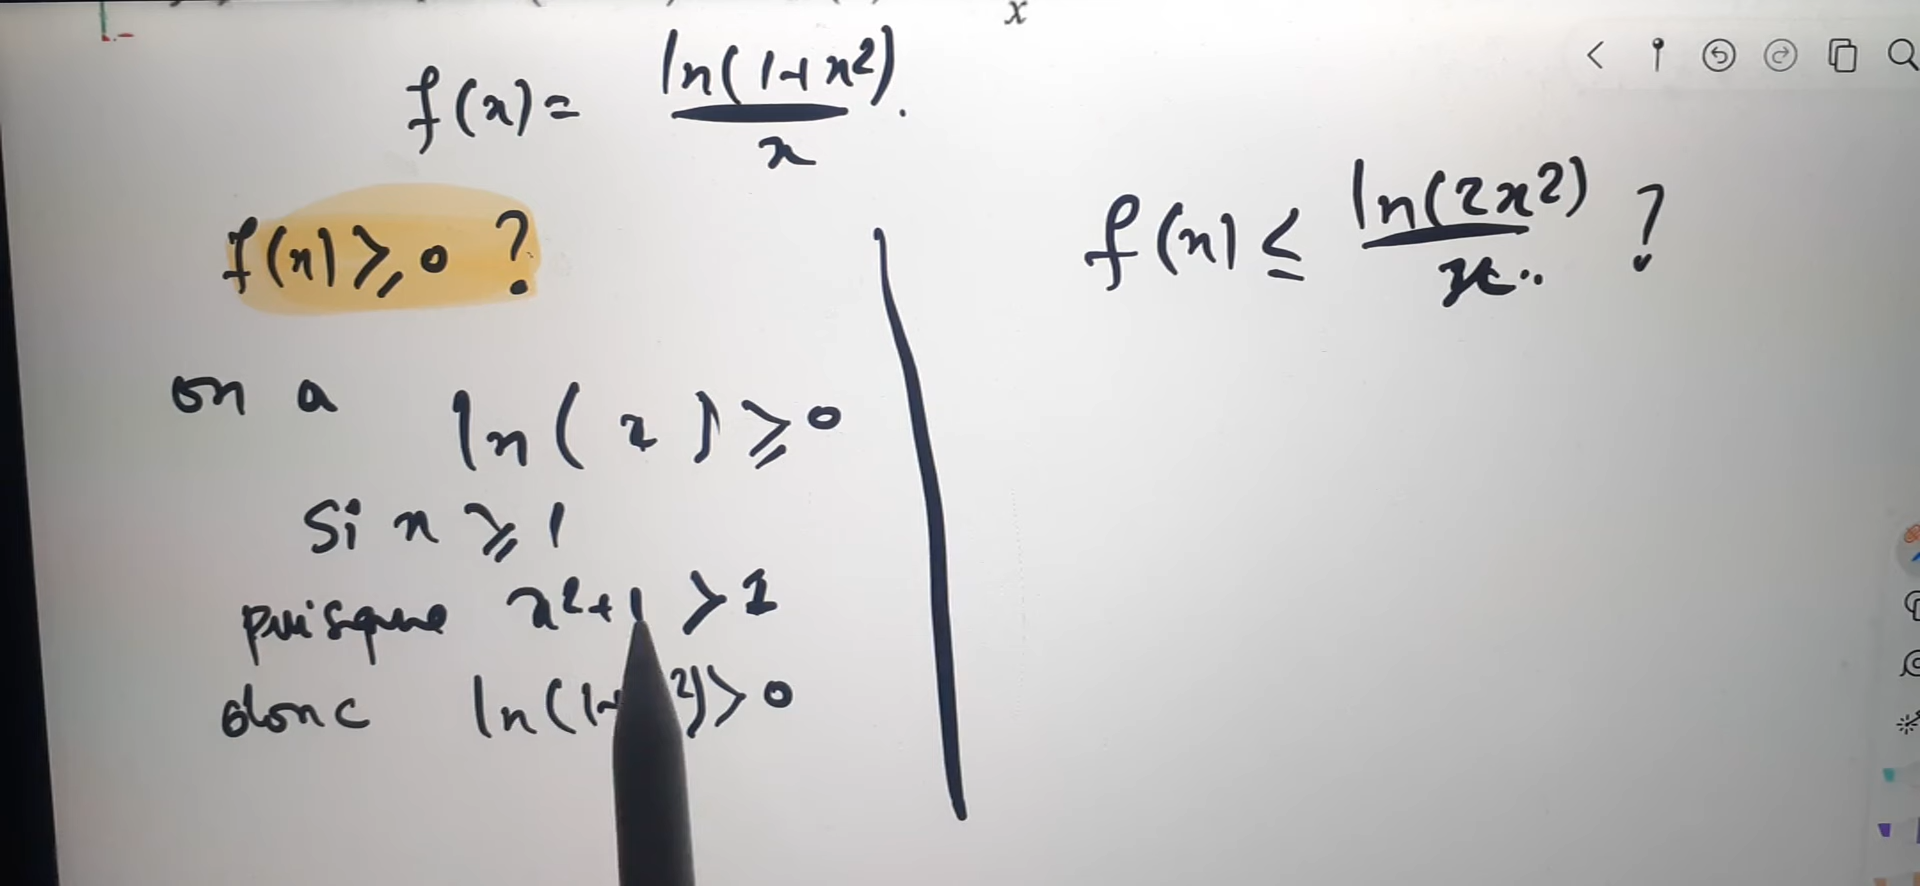 x
f(x) = ln(1+x²) / x .
f(x) ≥ 0 ?
on a ln(x) ≥ 0
Si x ≥ 1
puisque x²+1 > 1
donc ln(1+ ²) > 0
f(x) ≤ ln(2x²) / x .. ?